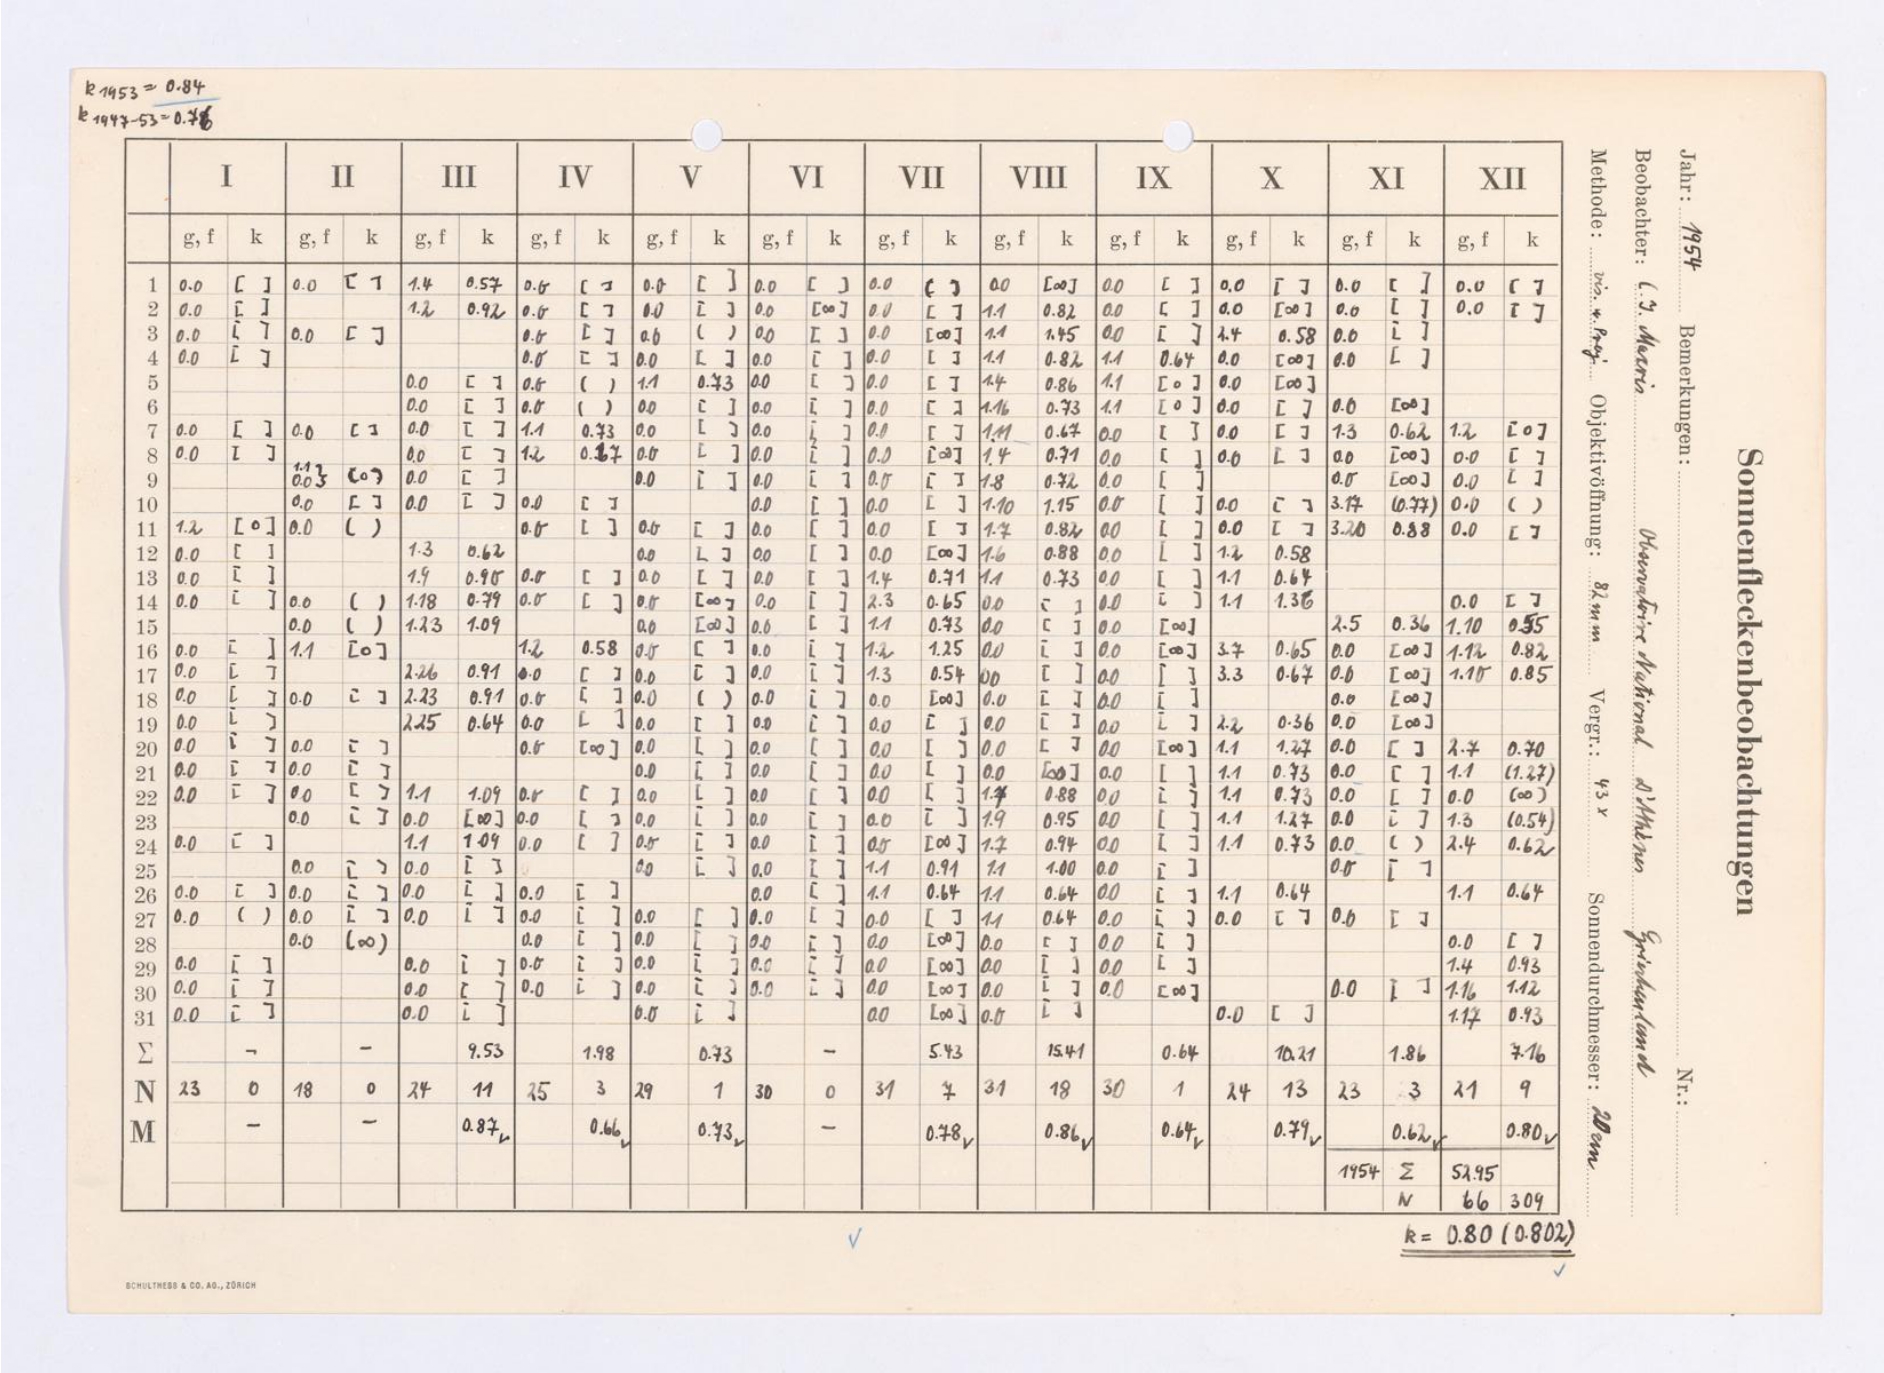 k 1953 = 0.84
k 1947-53 = 0.76
Sonnenfleckenbeobachtungen
Jahr: 1954 Bemerkungen: Nr.:
Beobachter: Observatoire National d'Athènes Griechenland
Methode: vis. u. Proj. Objektivöffnung: 82 mm Vergr.: 43 x Sonnendurchmesser: 20 cm
I II III IV V VI VII VIII IX X XI XII
g, f k g, f k g, f k g, f k g, f k g, f k g, f k g, f k g, f k g, f k g, f k g, f k
1 0.0 [ ] 0.0 [ ] 1.4 0.57 0.0 [ ] 0.0 [ ] 0.0 [ ] 0.0 ( ) 0.0 [∞] 0.0 [ ] 0.0 [ ] 0.0 [ ] 0.0 [ ]
2 0.0 [ ] 1.2 0.92 0.0 [ ] 0.0 [ ] 0.0 [∞] 0.0 [ ] 1.1 0.82 0.0 [ ] 0.0 [∞] 0.0 [ ] 0.0 [ ]
3 0.0 [ ] 0.0 [ ] 0.0 [ ] 0.0 ( ) 0.0 [ ] 0.0 [∞] 1.1 1.45 0.0 [ ] 2.4 0.58 0.0 [ ]
4 0.0 [ ] 0.0 [ ] 0.0 [ ] 0.0 [ ] 0.0 [ ] 1.1 0.82 1.1 0.64 0.0 [∞] 0.0 [ ]
5 0.0 [ ] 0.0 ( ) 1.1 0.73 0.0 [ ] 0.0 [ ] 1.4 0.86 1.1 [0] 0.0 [∞]
6 0.0 [ ] 0.0 ( ) 0.0 [ ] 0.0 [ ] 0.0 [ ] 1.16 0.73 1.1 [0] 0.0 [ ] 0.0 [∞]
7 0.0 [ ] 0.0 [ ] 0.0 [ ] 1.1 0.73 0.0 [ ] 0.0 [ ] 0.0 [ ] 1.11 0.67 0.0 [ ] 0.0 [ ] 1.3 0.62 1.2 [0]
8 0.0 [ ] 0.0 [ ] 1.2 0.67 0.0 [ ] 0.0 [ ] 0.0 [∞] 1.4 0.71 0.0 [ ] 0.0 [ ] 0.0 [∞] 0.0 [ ]
9 1.1 0.0 } [0] 0.0 [ ] 0.0 [ ] 0.0 [ ] 0.0 [ ] 1.8 0.72 0.0 [ ] 0.0 [∞] 0.0 [ ]
10 0.0 [ ] 0.0 [ ] 0.0 [ ] 0.0 [ ] 0.0 [ ] 1.10 1.15 0.0 [ ] 0.0 [ ] 3.17 (0.77) 0.0 ( )
11 1.2 [0] 0.0 ( ) 0.0 [ ] 0.0 [ ] 0.0 [ ] 0.0 [ ] 1.7 0.82 0.0 [ ] 0.0 [ ] 3.20 0.88 0.0 [ ]
12 0.0 [ ] 1.3 0.62 0.0 [ ] 0.0 [ ] 0.0 [∞] 1.6 0.88 0.0 [ ] 1.2 0.58
13 0.0 [ ] 1.9 0.90 0.0 [ ] 0.0 [ ] 0.0 [ ] 1.4 0.71 1.1 0.73 0.0 [ ] 1.1 0.64
14 0.0 [ ] 0.0 ( ) 1.18 0.79 0.0 [ ] 0.0 [∞] 0.0 [ ] 2.3 0.65 0.0 [ ] 0.0 [ ] 1.1 1.36 0.0 [ ]
15 0.0 ( ) 1.23 1.09 0.0 [∞] 0.0 [ ] 1.1 0.73 0.0 [ ] 0.0 [∞] 2.5 0.36 1.10 0.55
16 0.0 [ ] 1.1 [0] 1.2 0.58 0.0 [ ] 0.0 [ ] 1.2 1.25 0.0 [ ] 0.0 [∞] 3.7 0.65 0.0 [∞] 1.12 0.82
17 0.0 [ ] 2.26 0.91 0.0 [ ] 0.0 [ ] 0.0 [ ] 1.3 0.54 0.0 [ ] 0.0 [ ] 3.3 0.67 0.0 [∞] 1.10 0.85
18 0.0 [ ] 0.0 [ ] 2.23 0.91 0.0 [ ] 0.0 ( ) 0.0 [ ] 0.0 [∞] 0.0 [ ] 0.0 [ ] 0.0 [∞]
19 0.0 [ ] 2.25 0.64 0.0 [ ] 0.0 [ ] 0.0 [ ] 0.0 [ ] 0.0 [ ] 0.0 [ ] 2.2 0.36 0.0 [∞]
20 0.0 [ ] 0.0 [ ] 0.0 [∞] 0.0 [ ] 0.0 [ ] 0.0 [ ] 0.0 [ ] 0.0 [∞] 1.1 1.27 0.0 [ ] 2.7 0.70
21 0.0 [ ] 0.0 [ ] 0.0 [ ] 0.0 [ ] 0.0 [ ] 0.0 [∞] 0.0 [ ] 1.1 0.73 0.0 [ ] 1.1 (1.27)
22 0.0 [ ] 0.0 [ ] 1.1 1.09 0.0 [ ] 0.0 [ ] 0.0 [ ] 0.0 [ ] 1.7 0.88 0.0 [ ] 1.1 0.73 0.0 [ ] 0.0 (∞)
23 0.0 [ ] 0.0 [∞] 0.0 [ ] 0.0 [ ] 0.0 [ ] 0.0 [ ] 1.9 0.95 0.0 [ ] 1.1 1.27 0.0 [ ] 1.3 (0.54)
24 0.0 [ ] 1.1 1.09 0.0 [ ] 0.0 [ ] 0.0 [ ] 0.0 [∞] 1.7 0.94 0.0 [ ] 1.1 0.73 0.0 ( ) 2.4 0.62
25 0.0 [ ] 0.0 [ ] 0.0 [ ] 0.0 [ ] 1.1 0.91 1.1 1.00 0.0 [ ] 0.0 [ ]
26 0.0 [ ] 0.0 [ ] 0.0 [ ] 0.0 [ ] 0.0 [ ] 1.1 0.64 1.1 0.64 0.0 [ ] 1.1 0.64 1.1 0.64
27 0.0 ( ) 0.0 [ ] 0.0 [ ] 0.0 [ ] 0.0 [ ] 0.0 [ ] 0.0 [ ] 1.1 0.64 0.0 [ ] 0.0 [ ] 0.0 [ ]
28 0.0 (∞) 0.0 [ ] 0.0 [ ] 0.0 [ ] 0.0 [∞] 0.0 [ ] 0.0 [ ] 0.0 [ ]
29 0.0 [ ] 0.0 [ ] 0.0 [ ] 0.0 [ ] 0.0 [ ] 0.0 [∞] 0.0 [ ] 0.0 [ ] 1.4 0.93
30 0.0 [ ] 0.0 [ ] 0.0 [ ] 0.0 [ ] 0.0 [ ] 0.0 [∞] 0.0 [ ] 0.0 [∞] 0.0 [ ] 1.16 1.12
31 0.0 [ ] 0.0 [ ] 0.0 [ ] 0.0 [∞] 0.0 [ ] 0.0 [ ] 1.17 0.93
Σ - - 9.53 1.98 0.73 - 5.43 15.41 0.64 10.21 1.86 7.16
N 23 0 18 0 24 11 25 3 29 1 30 0 31 7 31 18 30 1 24 13 23 3 21 9
M - - 0.87 0.66 0.73 - 0.78 0.86 0.64 0.79 0.62 0.80
1954 Σ 52.95
N 66 309
k = 0.80 (0.802)
SCHULTHESS & CO. AG., ZÜRICH